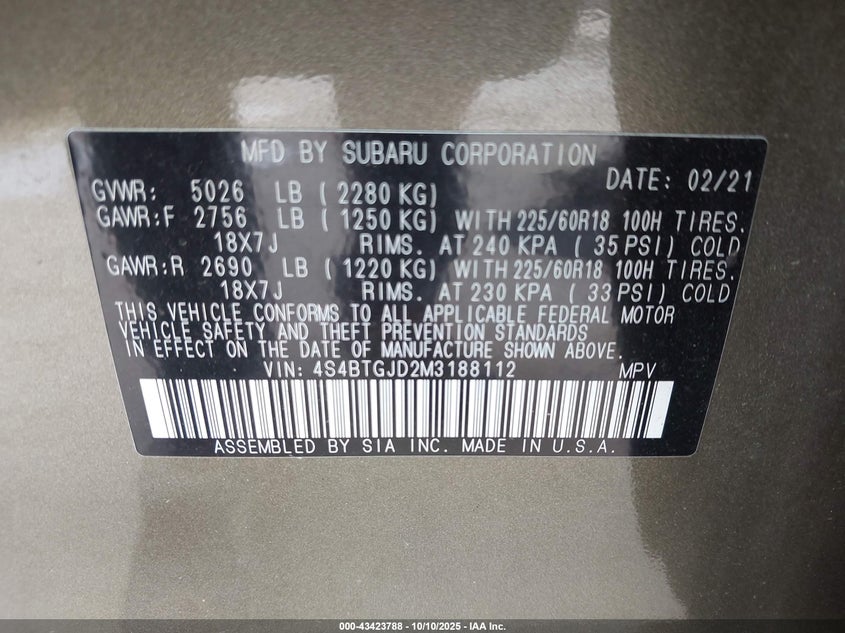 MFD BY SUBARU CORPORATION
GVWR: 5026 LB ( 2280 KG) DATE: 02/21
GAWR:F 2756 LB ( 1250 KG) WITH 225/60R18 100H TIRES.
18X7J RIMS. AT 240 KPA ( 35 PSI) COLD
GAWR:R 2690 LB ( 1220 KG) WITH 225/60R18 100H TIRES.
18X7J RIMS. AT 230 KPA ( 33 PSI) COLD
THIS VEHICLE CONFORMS TO ALL APPLICABLE FEDERAL MOTOR
VEHICLE SAFETY AND THEFT PREVENTION STANDARDS
IN EFFECT ON THE DATE OF MANUFACTURE SHOWN ABOVE.
VIN: 4S4BTGJD2M3188112 MPV
ASSEMBLED BY SIA INC. MADE IN U.S.A.
000-43423788 - 10/10/2025 - IAA Inc.